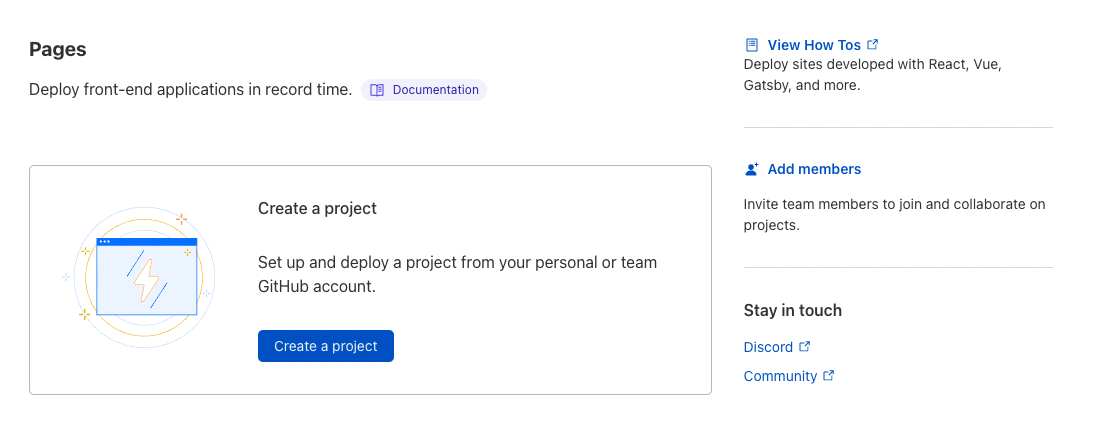 Pages
Deploy front-end applications in record time. Documentation
Create a project
Set up and deploy a project from your personal or team
GitHub account.
Create a project
View How Tos
Deploy sites developed with React, Vue,
Gatsby, and more.
Add members
Invite team members to join and collaborate on
projects.
Stay in touch
Discord
Community